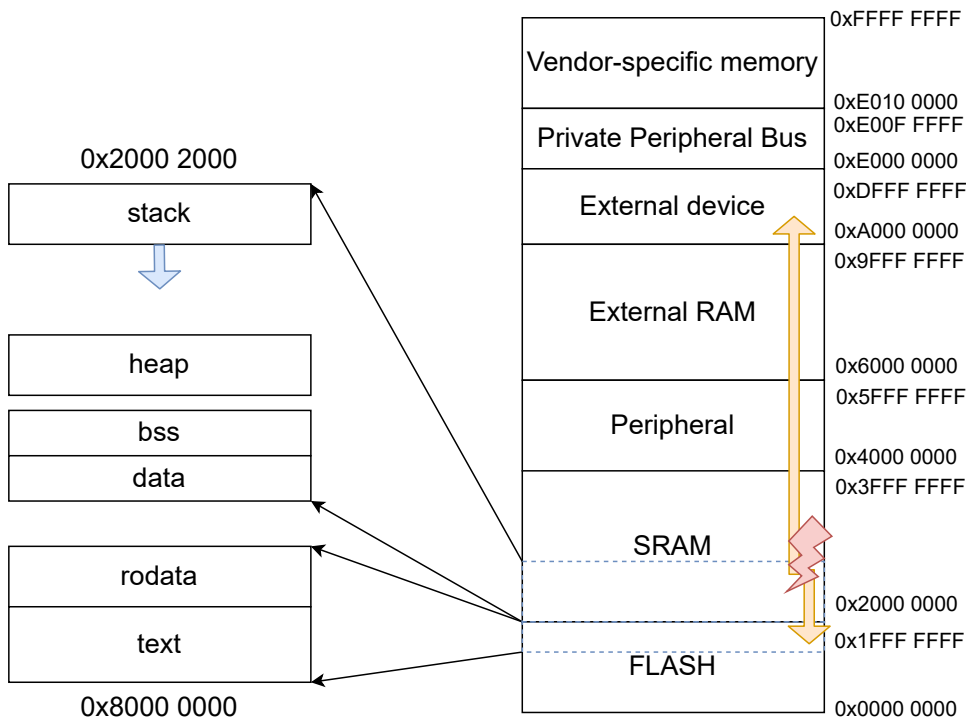 0x2000 2000
stack
heap
bss
data
rodata
text
0x8000 0000
0xFFFF FFFF
Vendor-specific memory
0xE010 0000
0xE00F FFFF
Private Peripheral Bus
0xE000 0000
0xDFFF FFFF
External device
0xA000 0000
0x9FFF FFFF
External RAM
0x6000 0000
0x5FFF FFFF
Peripheral
0x4000 0000
0x3FFF FFFF
SRAM
0x2000 0000
0x1FFF FFFF
FLASH
0x0000 0000